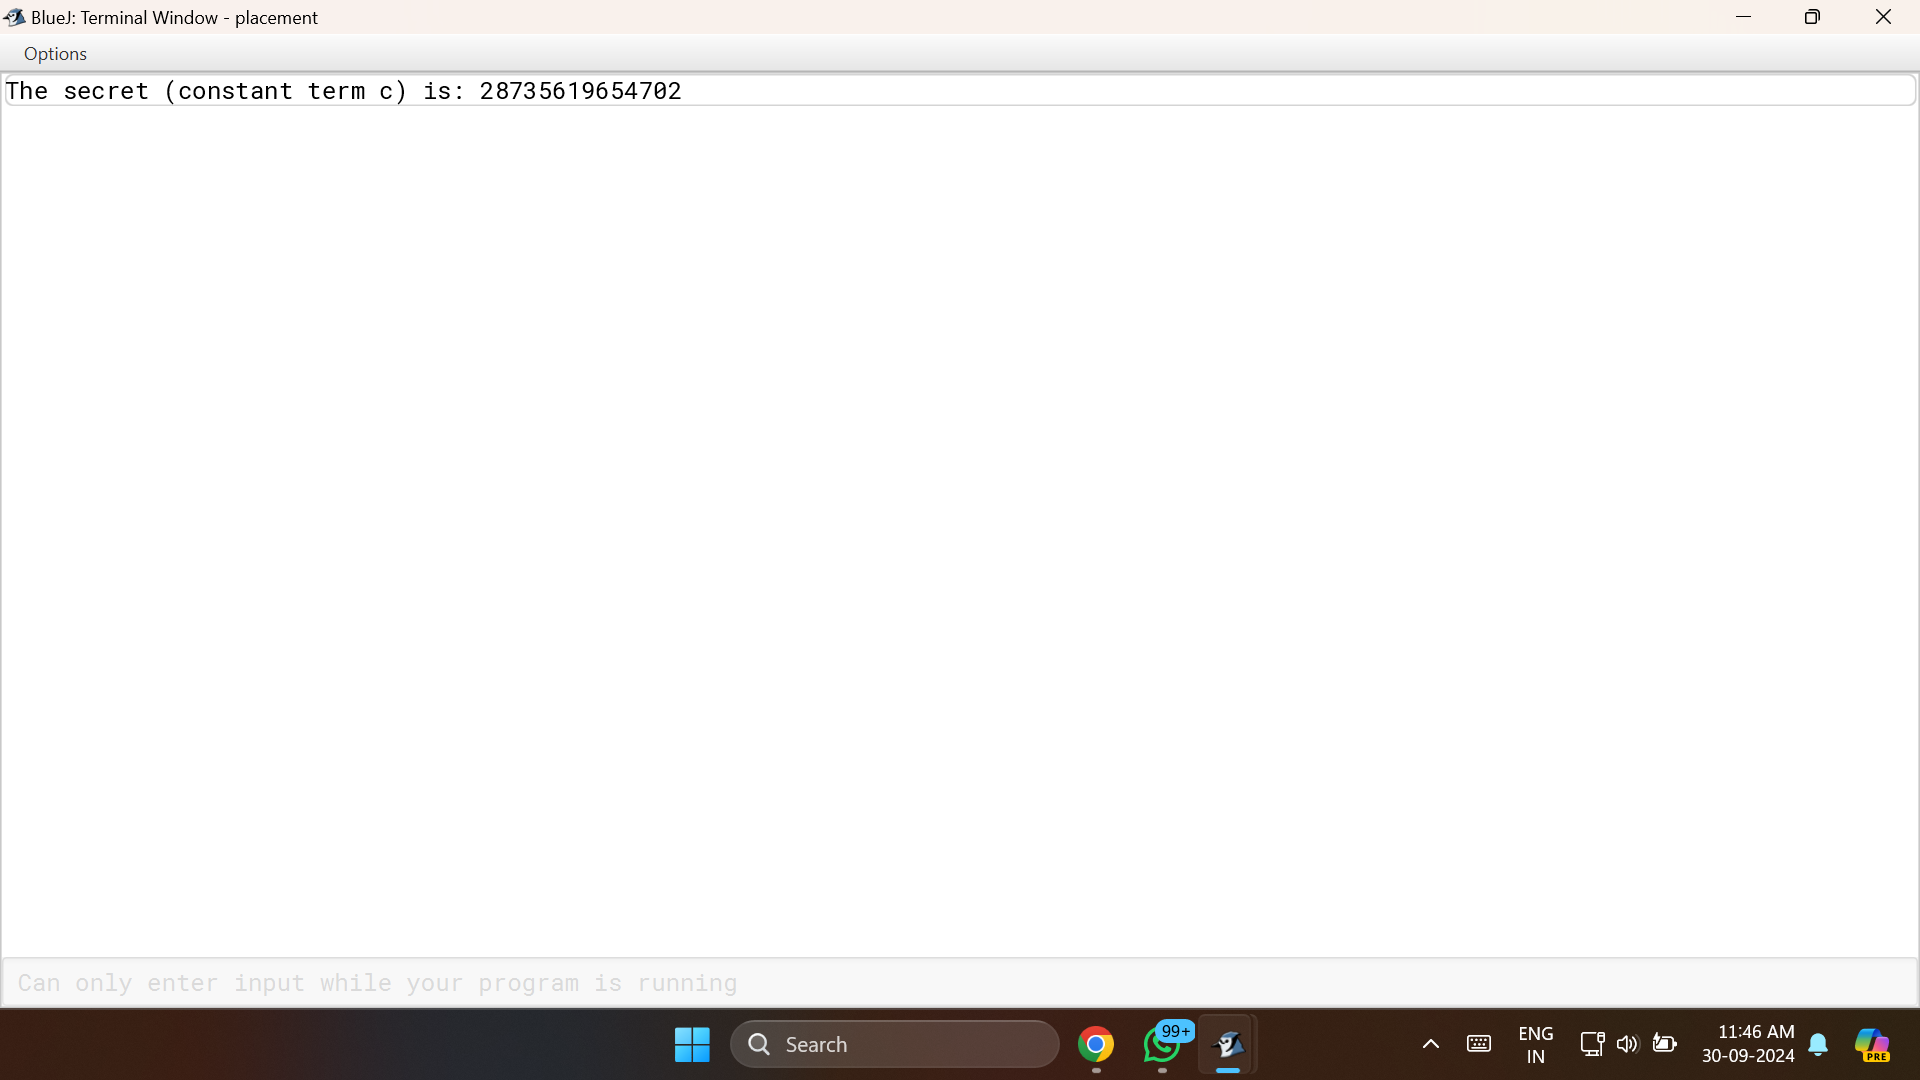 BlueJ: Terminal Window - placement
Options
The secret (constant term c) is: 28735619654702
Can only enter input while your program is running
Search
99+
ENG
IN
11:46 AM
30-09-2024
PRE